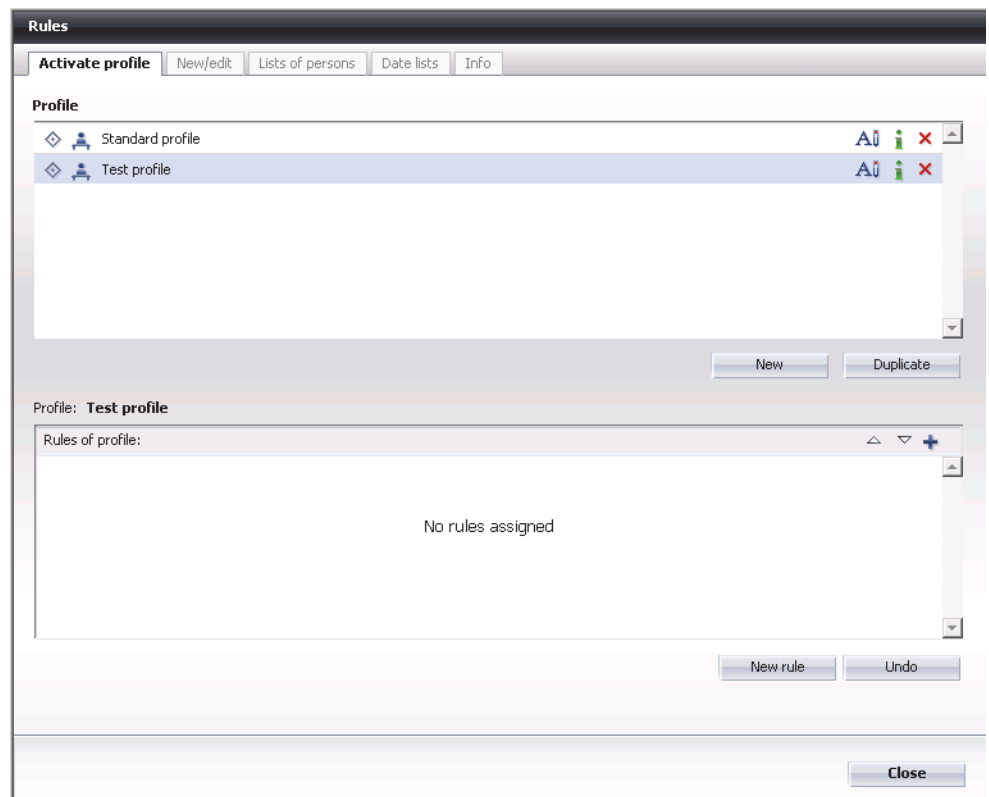 Rules
Activate profile New/edit Lists of persons Date lists Info
Profile
Standard profile
Test profile
New Duplicate
Profile: Test profile
Rules of profile:
No rules assigned
New rule Undo
Close